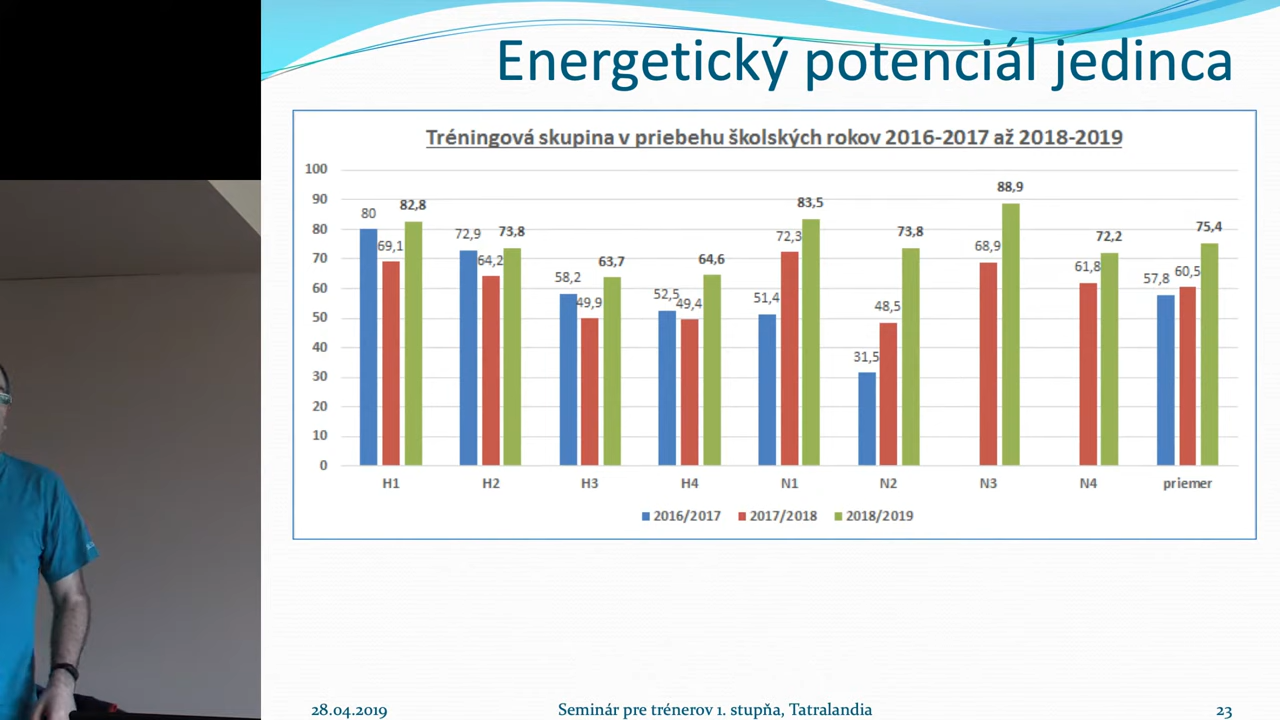 Energetický potenciál jedinca
Tréningová skupina v priebehu školských rokov 2016-2017 až 2018-2019
100
90
80
70
60
50
40
30
20
10
0
80 69,1 82,8
72,9 64,2 73,8
58,2 49,9 63,7
52,5 49,4 64,6
51,4 72,3 83,5
31,5 48,5 73,8
68,9 88,9
61,8 72,2
57,8 60,5 75,4
H1 H2 H3 H4 N1 N2 N3 N4 priemer
2016/2017 2017/2018 2018/2019
28.04.2019 Seminár pre trénerov 1. stupňa, Tatralandia 23